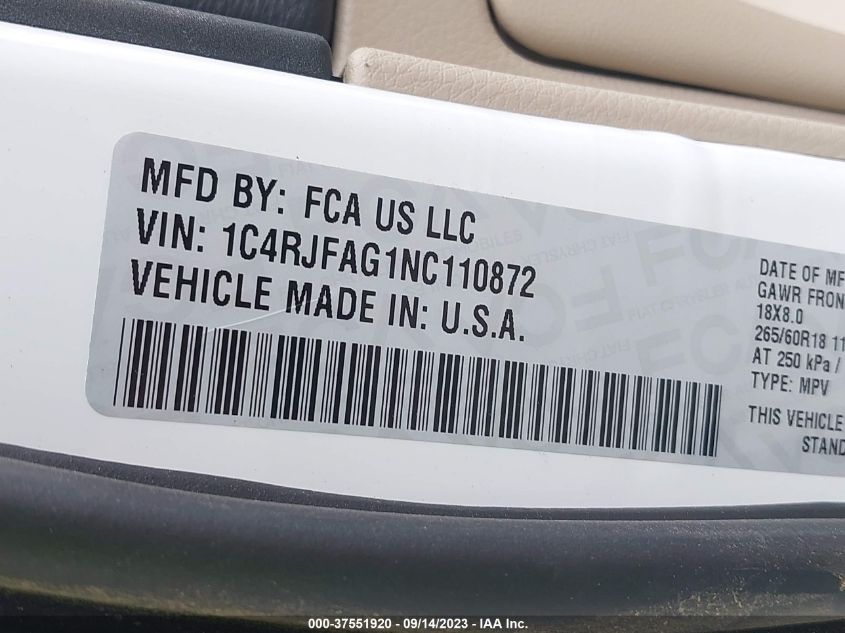 MFD BY: FCA US LLC
VIN: 1C4RJFAG1NC110872
VEHICLE MADE IN: U.S.A.
DATE OF MF
GAWR FRON
18X8.0
265/60R18 11
AT 250 kPa /
TYPE: MPV
THIS VEHICLE
STAND
000-37551920 - 09/14/2023 - IAA Inc.